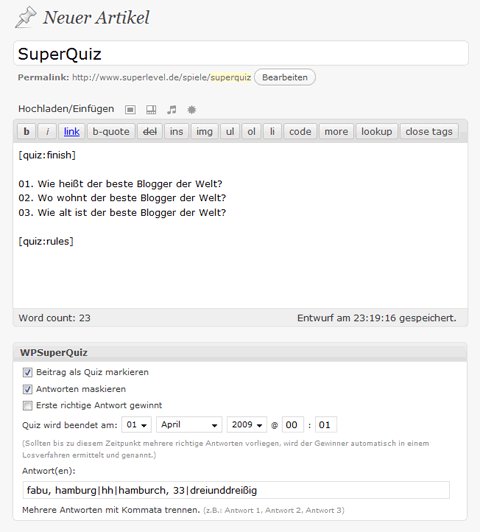 Neuer Artikel
SuperQuiz
Permalink: http://www.superlevel.de/spiele/superquiz Bearbeiten
Hochladen/Einfügen
b i link b-quote del ins img ul ol li code more lookup close tags
[quiz:finish]
01. Wie heißt der beste Blogger der Welt?
02. Wo wohnt der beste Blogger der Welt?
03. Wie alt ist der beste Blogger der Welt?
[quiz:rules]
Word count: 23 Entwurf am 23:19:16 gespeichert.
WPSuperQuiz
Beitrag als Quiz markieren
Antworten maskieren
Erste richtige Antwort gewinnt
Quiz wird beendet am: 01 April 2009 @ 00 : 01
(Sollten bis zu diesem Zeitpunkt mehrere richtige Antworten vorliegen, wird der Gewinner automatisch in einem
Losverfahren ermittelt und genannt.)
Antwort(en):
fabu, hamburg|hh|hamburch, 33|dreiunddreißig
Mehrere Antworten mit Kommata trennen. (z.B.: Antwort 1, Antwort 2, Antwort 3)